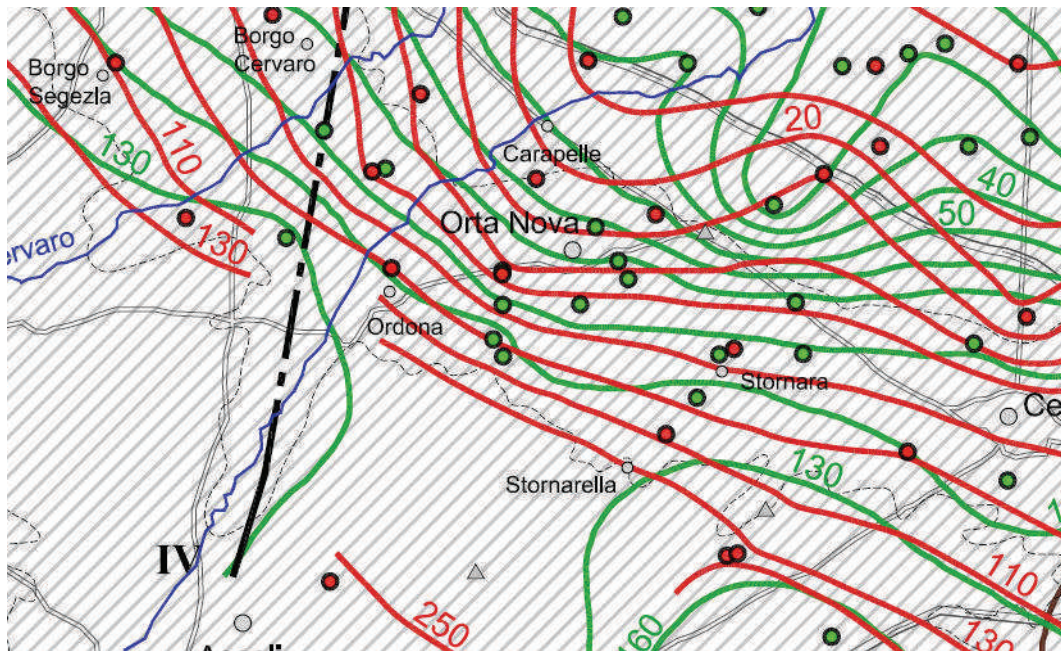 Borgo
Cervaro
Borgo
Segezia
20
130
110
Carapelle
40
50
Orta Nova
130
ervaro
Ordona
Stornara
Ce
130
Stornarella
1
IV
110
250
160
130